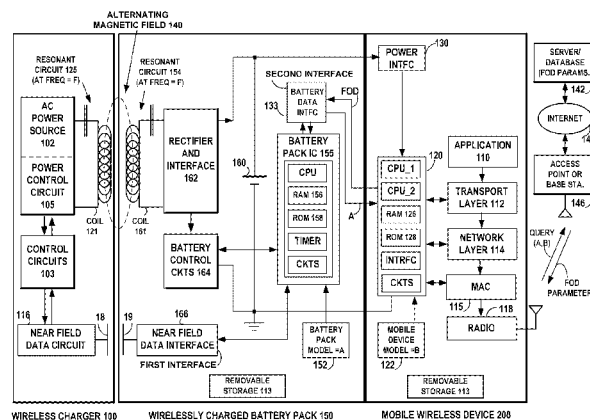 ALTERNATING
MAGNETIC FIELD 140
RESONANT
CIRCUIT 125
(AT FREQ = F)
RESONANT
CIRCUIT 154
(AT FREQ = F)
AC
POWER
SOURCE
102
POWER
CONTROL
CIRCUIT
105
COIL
121
COIL
161
CONTROL
CIRCUITS
103
116
NEAR FIELD
DATA CIRCUIT
18
19
RECTIFIER
AND
INTERFACE
162
BATTERY
CONTROL
CKTS 164
166
NEAR FIELD
DATA INTERFACE
FIRST INTERFACE
160
SECOND INTERFACE
133
BATTERY
DATA
INTFC
FOD
BATTERY
PACK IC 155
CPU
RAM 156
ROM 158
TIMER
CKTS
A
BATTERY
PACK
MODEL =A
152
REMOVABLE
STORAGE 113
130
POWER
INTFC
120
CPU_1
CPU_2
RAM 126
ROM 128
INTRFC
CKTS
MOBILE
DEVICE
MODEL =B
122
APPLICATION
110
TRANSPORT
LAYER 112
NETWORK
LAYER 114
MAC
115
118
RADIO
REMOVABLE
STORAGE 113
SERVER/
DATABASE
(FOD PARAMS.)
142
INTERNET
ACCESS
POINT OR
BASE STA.
146
QUERY
(A,B)
FOD
PARAMETER
WIRELESS CHARGER 100
WIRELESSLY CHARGED BATTERY PACK 150
MOBILE WIRELESS DEVICE 208